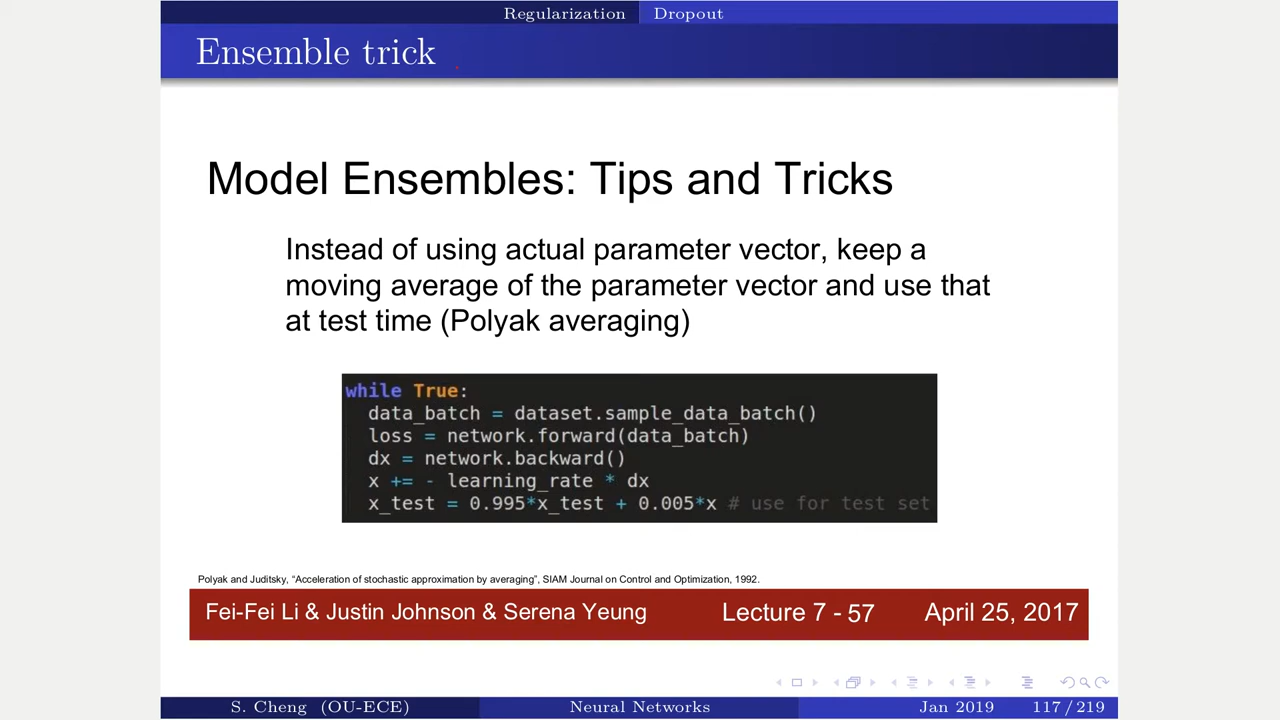 Regularization Dropout
Ensemble trick
Model Ensembles: Tips and Tricks
Instead of using actual parameter vector, keep a
moving average of the parameter vector and use that
at test time (Polyak averaging)
while True:
  data_batch = dataset.sample_data_batch()
  loss = network.forward(data_batch)
  dx = network.backward()
  x += - learning_rate * dx
  x_test = 0.995*x_test + 0.005*x # use for test set
Polyak and Juditsky, “Acceleration of stochastic approximation by averaging”, SIAM Journal on Control and Optimization, 1992.
Fei-Fei Li & Justin Johnson & Serena Yeung Lecture 7 - 57 April 25, 2017
S. Cheng (OU-ECE) Neural Networks Jan 2019 117 / 219